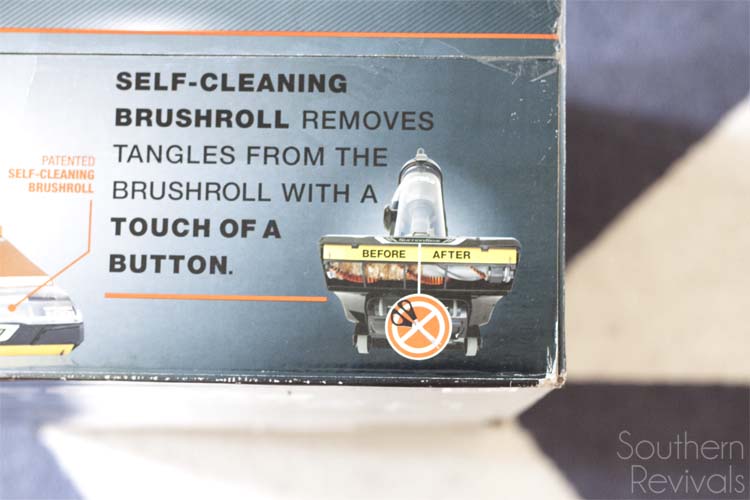 SELF-CLEANING
BRUSHROLL REMOVES
TANGLES FROM THE
BRUSHROLL WITH A
TOUCH OF A
BUTTON.
PATENTED
SELF-CLEANING
BRUSHROLL
BEFORE AFTER
Southern
Revivals